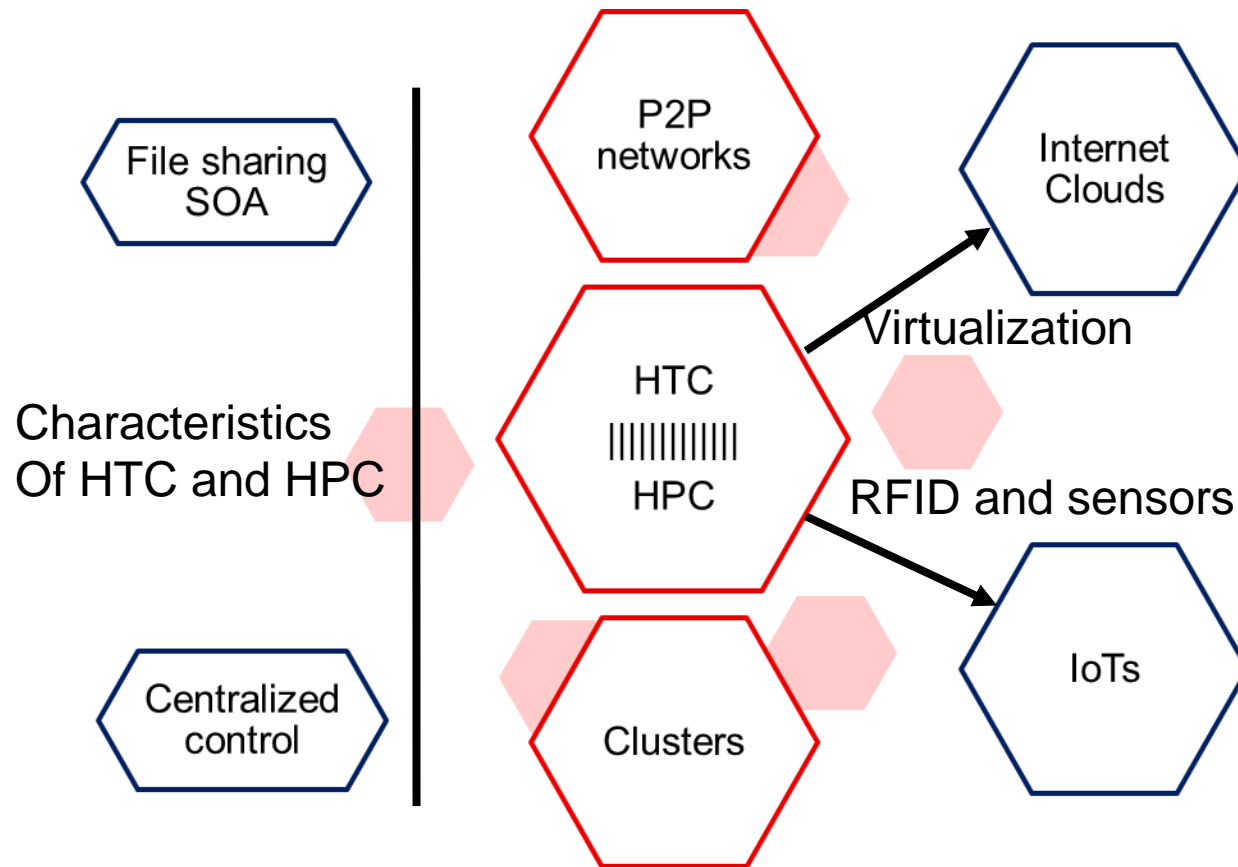 P2P
networks
File sharing
SOA
Internet
Clouds
Virtualization
HTC
|||||||||||||
HPC
Characteristics
Of HTC and HPC
RFID and sensors
IoTs
Centralized
control
Clusters